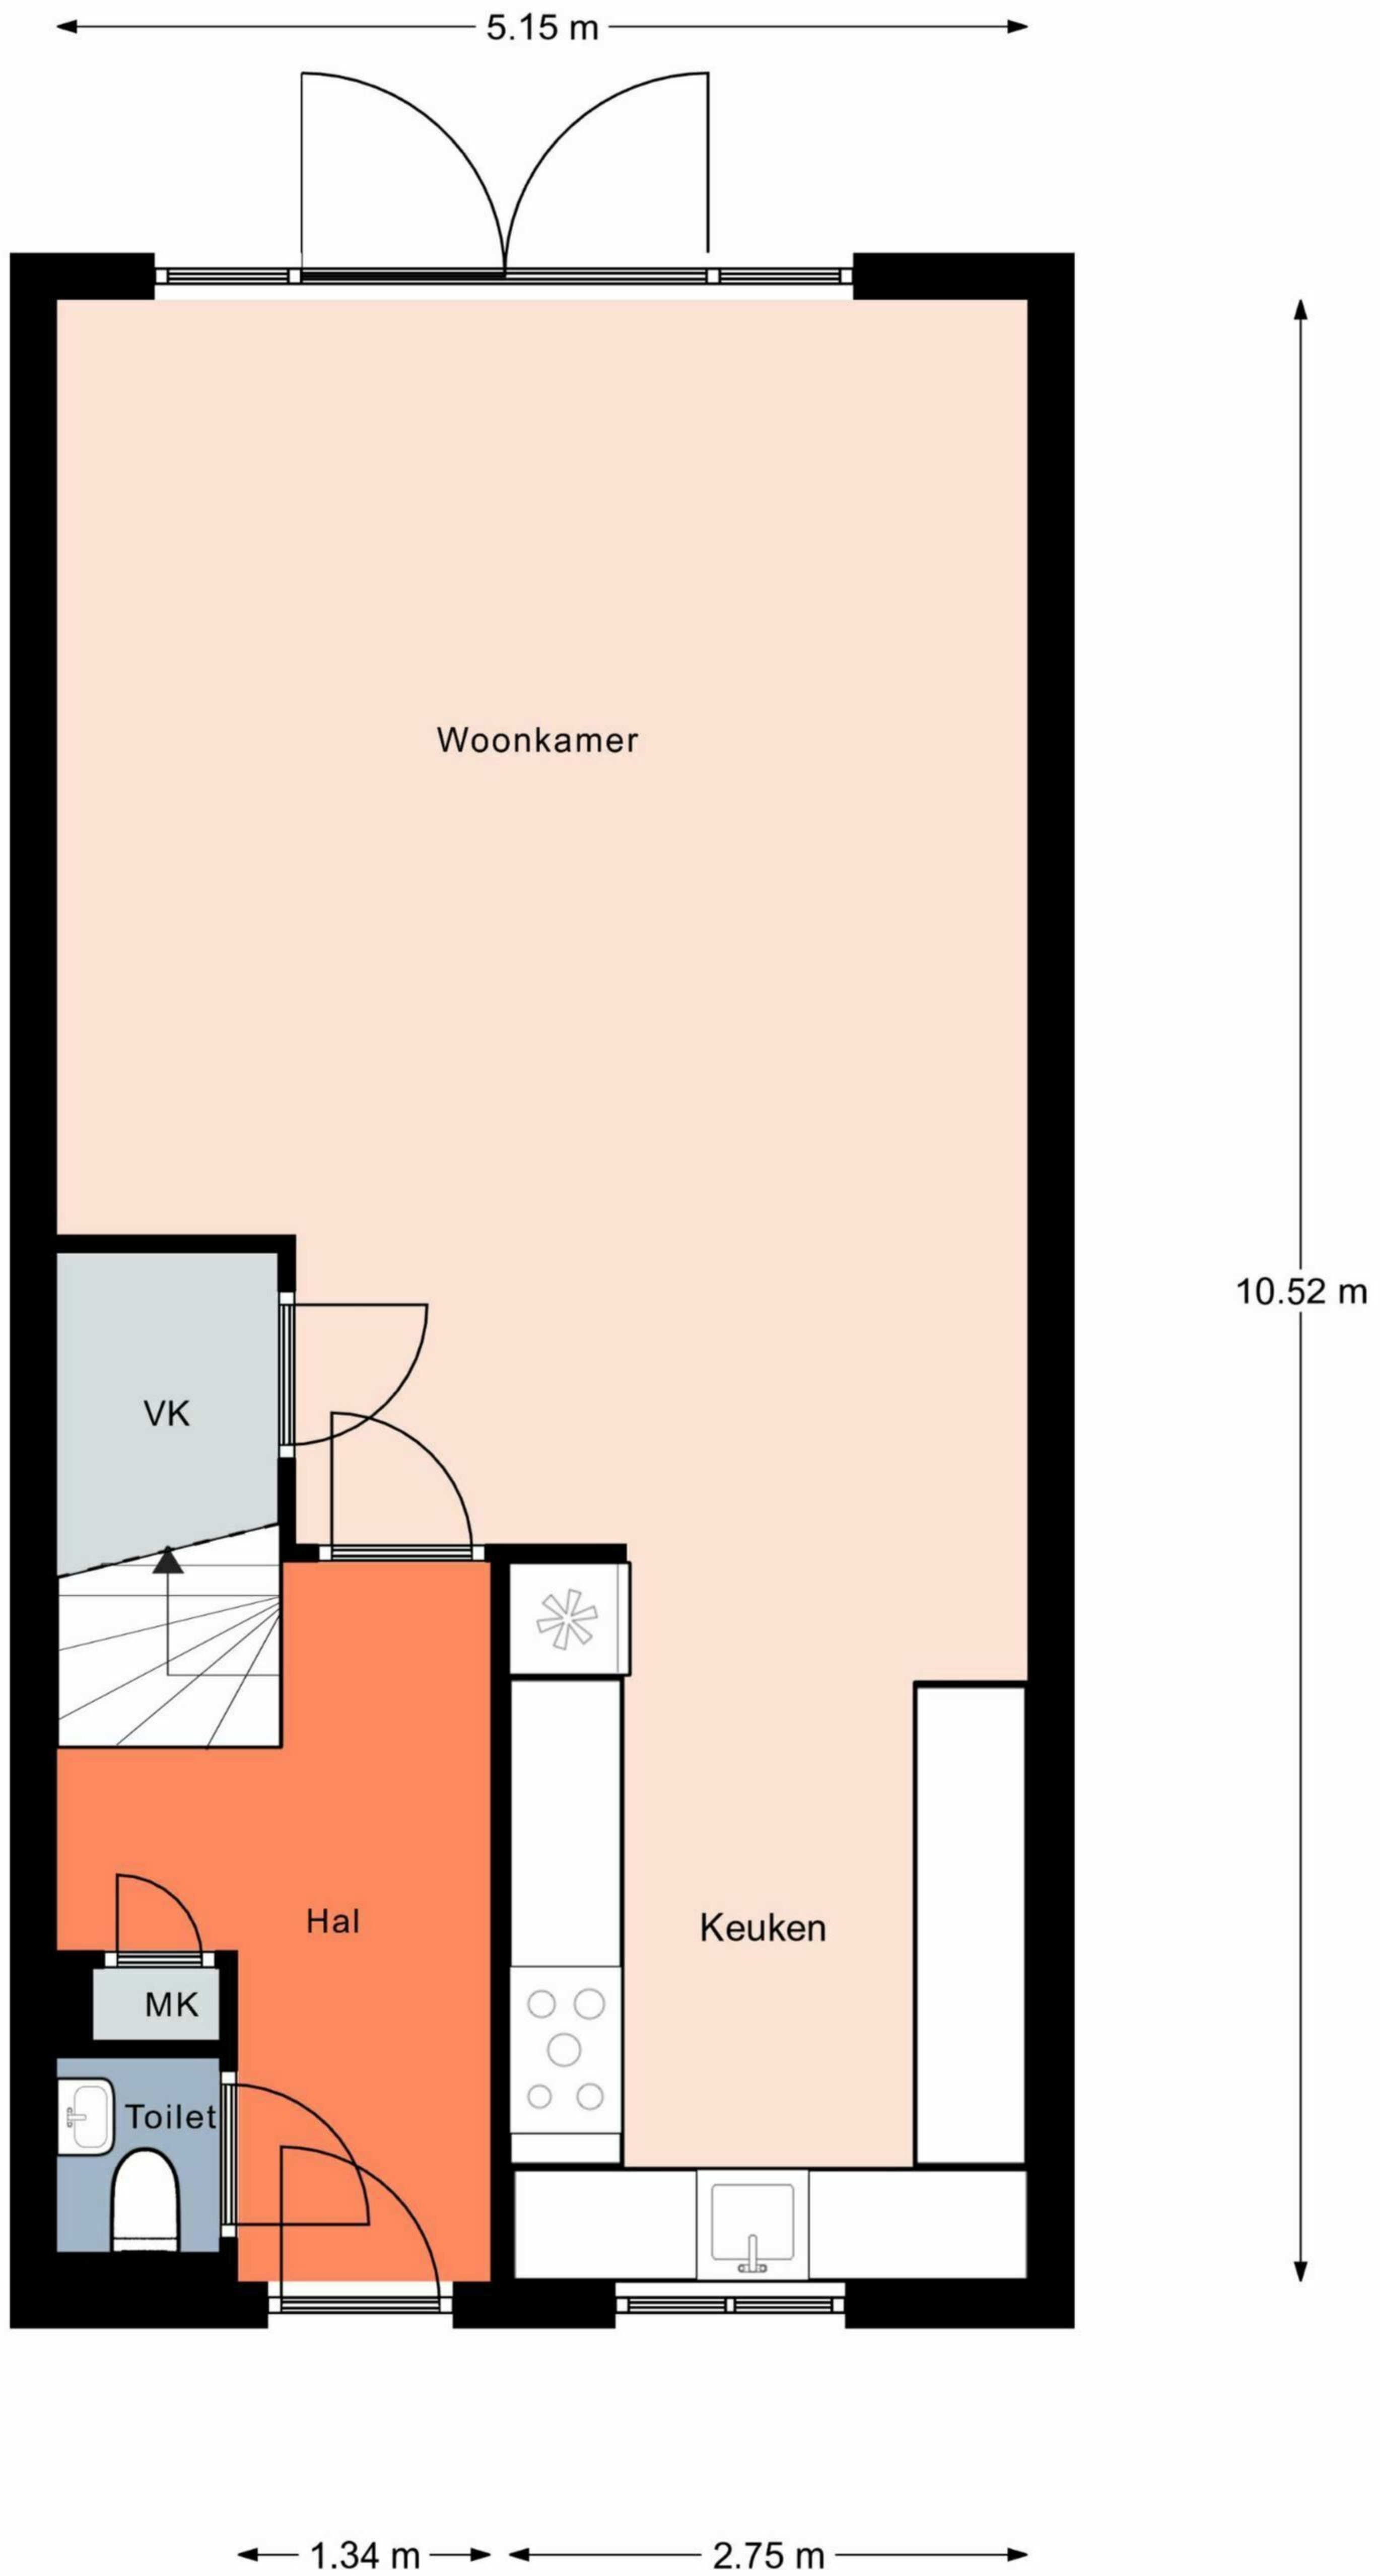 5.15 m
Woonkamer
10.52 m
VK
Hal
Keuken
MK
Toilet
1.34 m
2.75 m